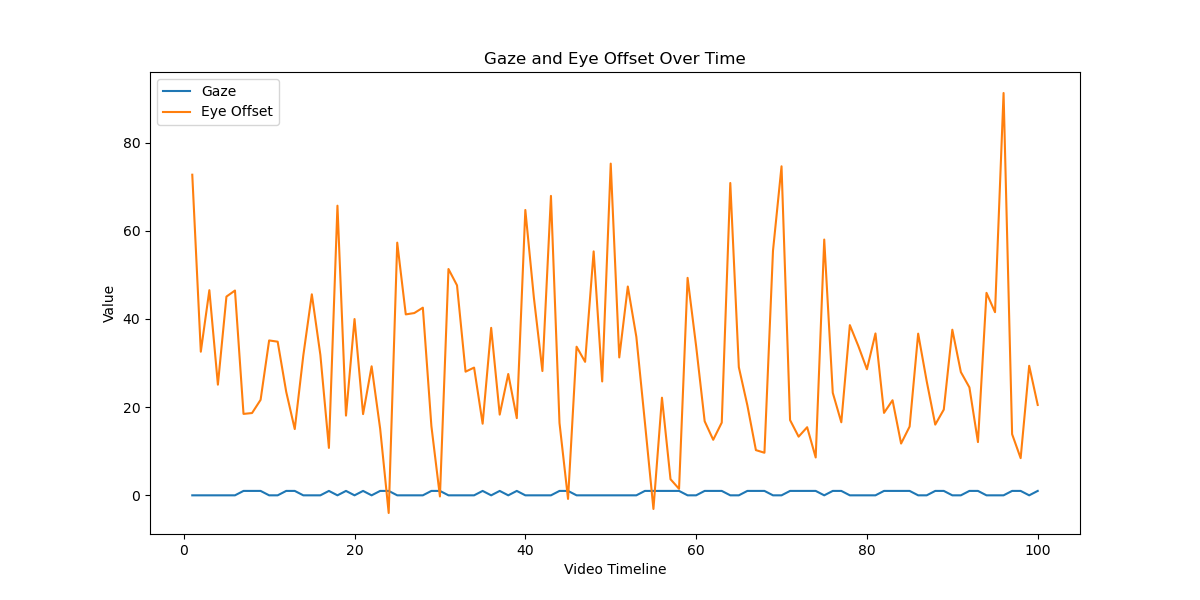 Gaze and Eye Offset Over Time
Gaze
Eye Offset
80
60
40
20
0
Value
0 20 40 60 80 100
Video Timeline